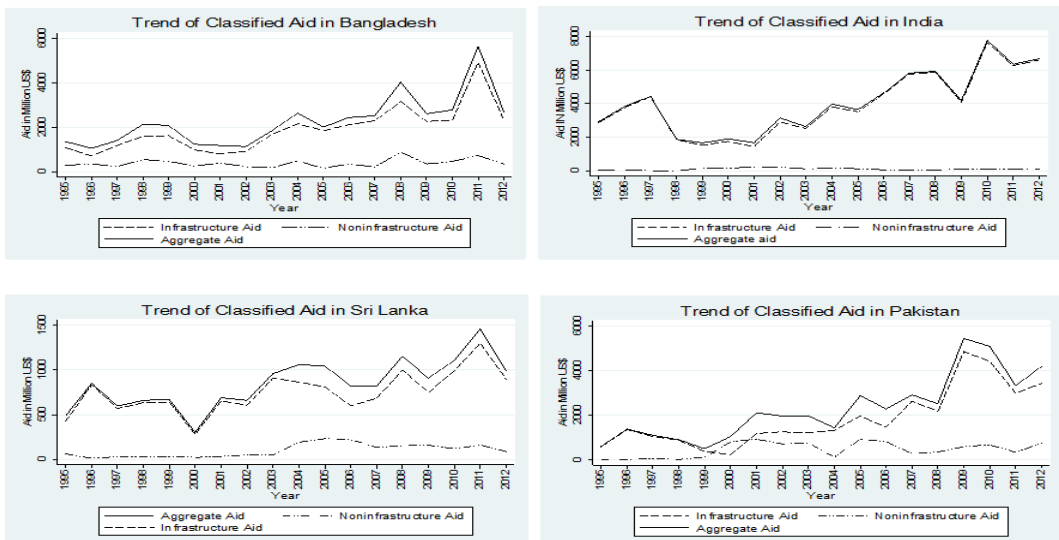 Trend of Classified Aid in Bangladesh
Aid in Million US$
0 2000 4000 6000
1995 1996 1997 1998 1999 2000 2001 2002 2003 2004 2005 2006 2007 2008 2009 2010 2011 2012
Year
Infrastructure Aid Noninfrastructure Aid
Aggregate Aid
Trend of Classified Aid in India
Aid IN Million US$
0 2000 4000 6000 8000
1995 1996 1997 1998 1999 2000 2001 2002 2003 2004 2005 2006 2007 2008 2009 2010 2011 2012
Year
Infrastructure Aid Noninfrastructure Aid
Aggregate aid
Trend of Classified Aid in Sri Lanka
Aid in Million US$
0 500 1000 1500
1995 1996 1997 1998 1999 2000 2001 2002 2003 2004 2005 2006 2007 2008 2009 2010 2011 2012
Year
Aggregate Aid Noninfrastructure Aid
Infrastructure Aid
Trend of Classified Aid in Pakistan
Aid in Million US$
0 2000 4000 6000
1995 1996 1997 1998 1999 2000 2001 2002 2003 2004 2005 2006 2007 2008 2009 2010 2011 2012
Year
Infrastructure Aid Noninfrastructure Aid
Aggregate Aid